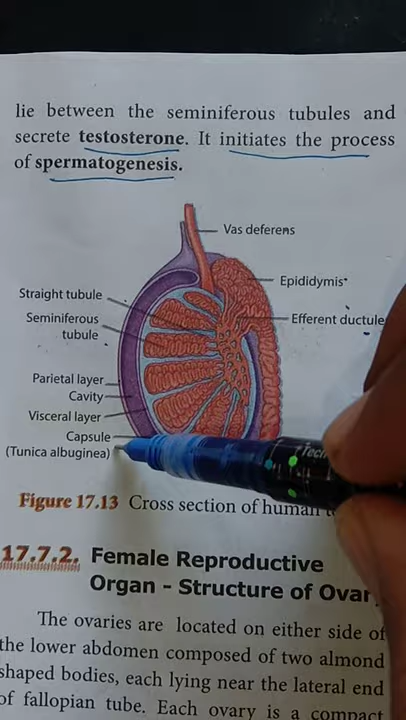 lie between the seminiferous tubules and
secrete testosterone. It initiates the process
of spermatogenesis.
Vas deferens
Epididymis
Straight tubule
Efferent ductule
Seminiferous
tubule
Parietal layer
Cavity
Visceral layer
Capsule
(Tunica albuginea)
Tech
Figure 17.13 Cross section of human
17.7.2. Female Reproductive
Organ - Structure of Ovar
The ovaries are located on either side of
the lower abdomen composed of two almond
shaped bodies, each lying near the lateral end
of fallopian tube. Each ovary is a compact